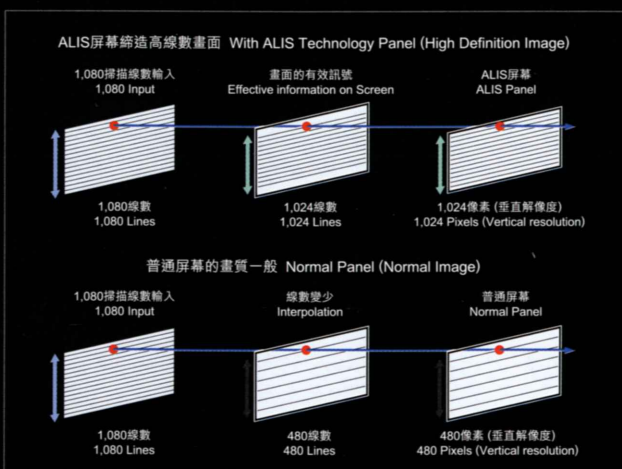 ALIS屏幕締造高線數畫面 With ALIS Technology Panel (High Definition Image)
1,080掃描線數輸入
1,080 Input
畫面的有效訊號
Effective information on Screen
ALIS屏幕
ALIS Panel
1,080線數
1,080 Lines
1,024線數
1,024 Lines
1,024像素 (垂直解像度)
1,024 Pixels (Vertical resolution)
普通屏幕的畫質一般 Normal Panel (Normal Image)
1,080掃描線數輸入
1,080 Input
線數變少
Interpolation
普通屏幕
Normal Panel
1,080線數
1,080 Lines
480線數
480 Lines
480像素 (垂直解像度)
480 Pixels (Vertical resolution)